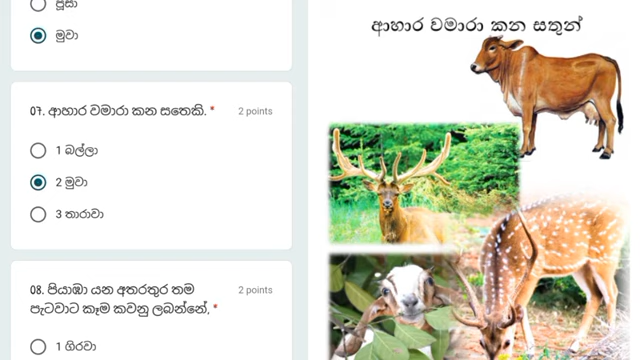 පූසා
මුවා
07. ආහාර වමාරා කන සතෙකි. *
2 points
1 බල්ලා
2 මුවා
3 තාරාවා
08. පියාඹා යන අතරතුර තම
පැටවාට කෑම කවනු ලබන්නේ, *
2 points
1 ගිරවා
ආහාර වමාරා කන සතුන්